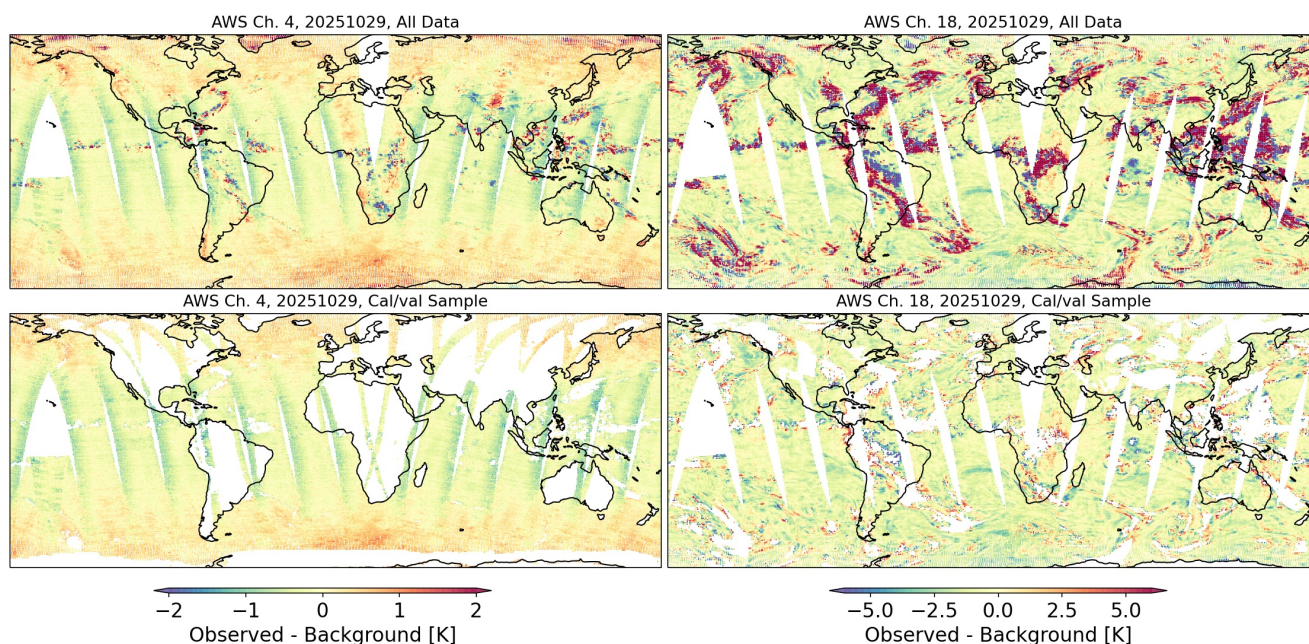 AWS Ch. 4, 20251029, All Data
AWS Ch. 18, 20251029, All Data
AWS Ch. 4, 20251029, Cal/val Sample
AWS Ch. 18, 20251029, Cal/val Sample
−2 −1 0 1 2
Observed - Background [K]
−5.0 −2.5 0.0 2.5 5.0
Observed - Background [K]